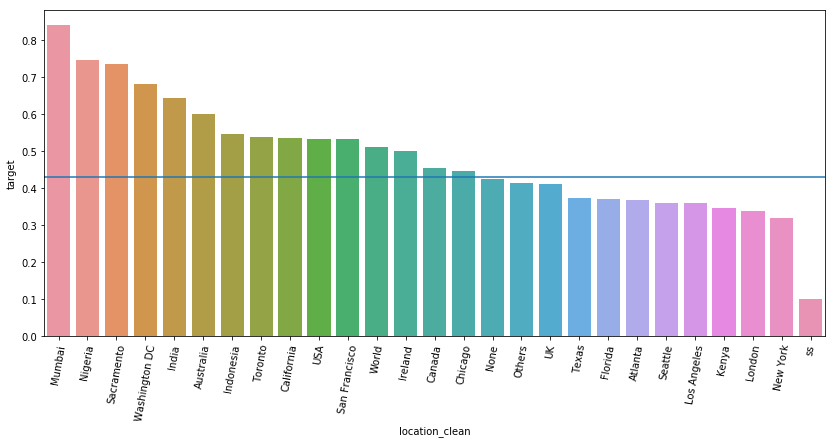 target
0.8
0.7
0.6
0.5
0.4
0.3
0.2
0.1
0.0
Mumbai
Nigeria
Sacramento
Washington DC
India
Australia
Indonesia
Toronto
California
USA
San Francisco
World
Ireland
Canada
Chicago
None
Others
UK
Texas
Florida
Atlanta
Seattle
Los Angeles
Kenya
London
New York
ss
location_clean